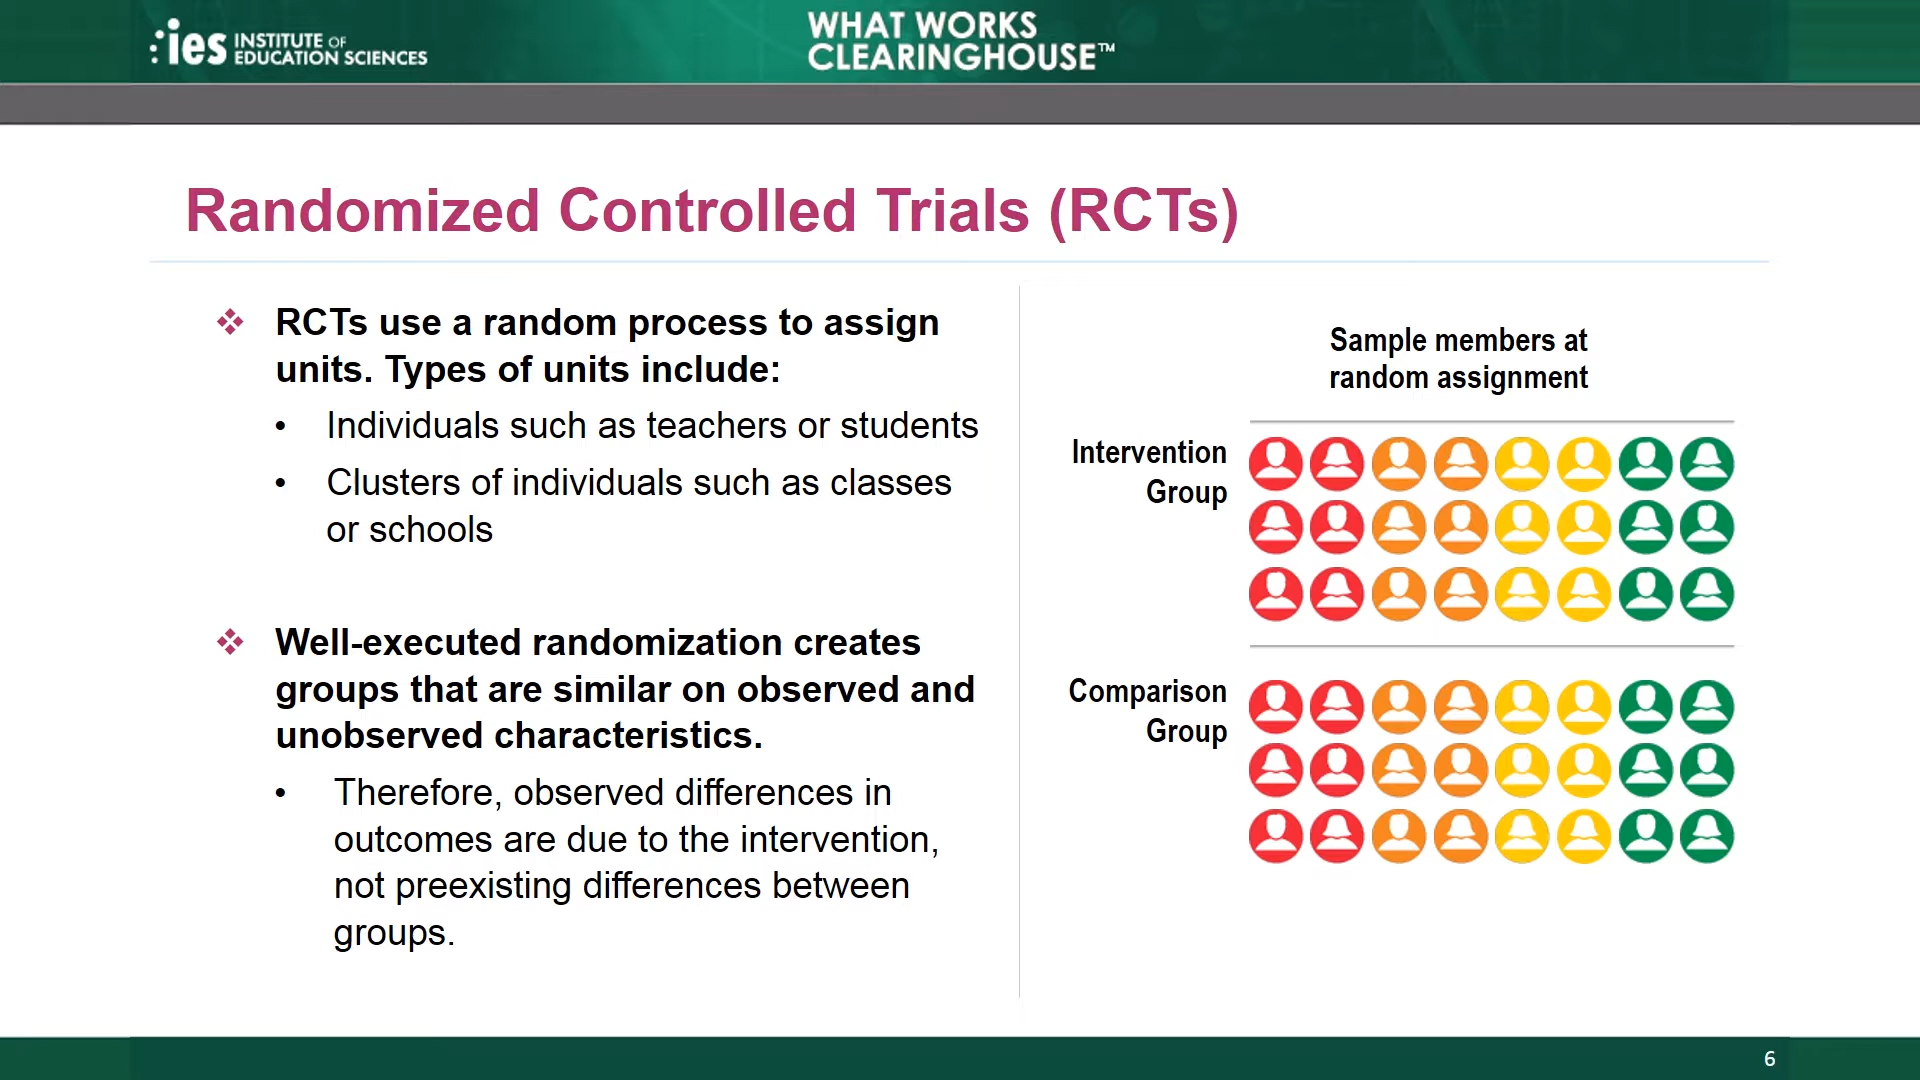 ies INSTITUTE OF
EDUCATION SCIENCES
WHAT WORKS
CLEARINGHOUSE™
Randomized Controlled Trials (RCTs)
❖ RCTs use a random process to assign
units. Types of units include:
• Individuals such as teachers or students
• Clusters of individuals such as classes
or schools
❖ Well-executed randomization creates
groups that are similar on observed and
unobserved characteristics.
• Therefore, observed differences in
outcomes are due to the intervention,
not preexisting differences between
groups.
Sample members at
random assignment
Intervention
Group
Comparison
Group
6